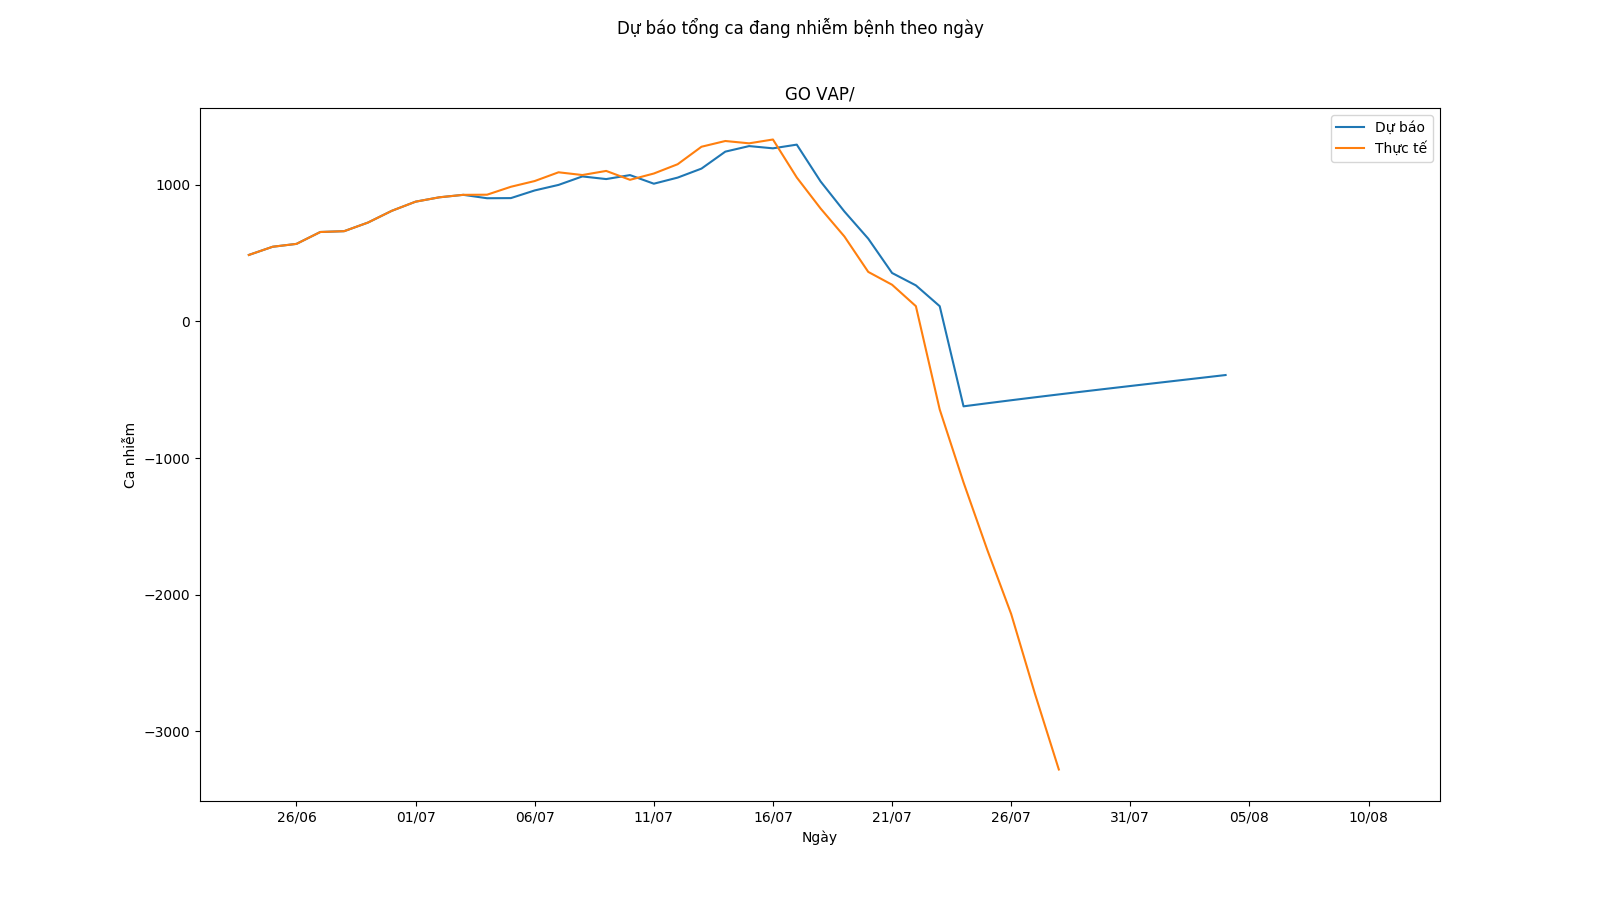 Dự báo tổng ca đang nhiễm bệnh theo ngày
GO VAP/
Dự báo
Thực tế
1000
0
−1000
−2000
−3000
Ca nhiễm
26/06 01/07 06/07 11/07 16/07 21/07 26/07 31/07 05/08 10/08
Ngày